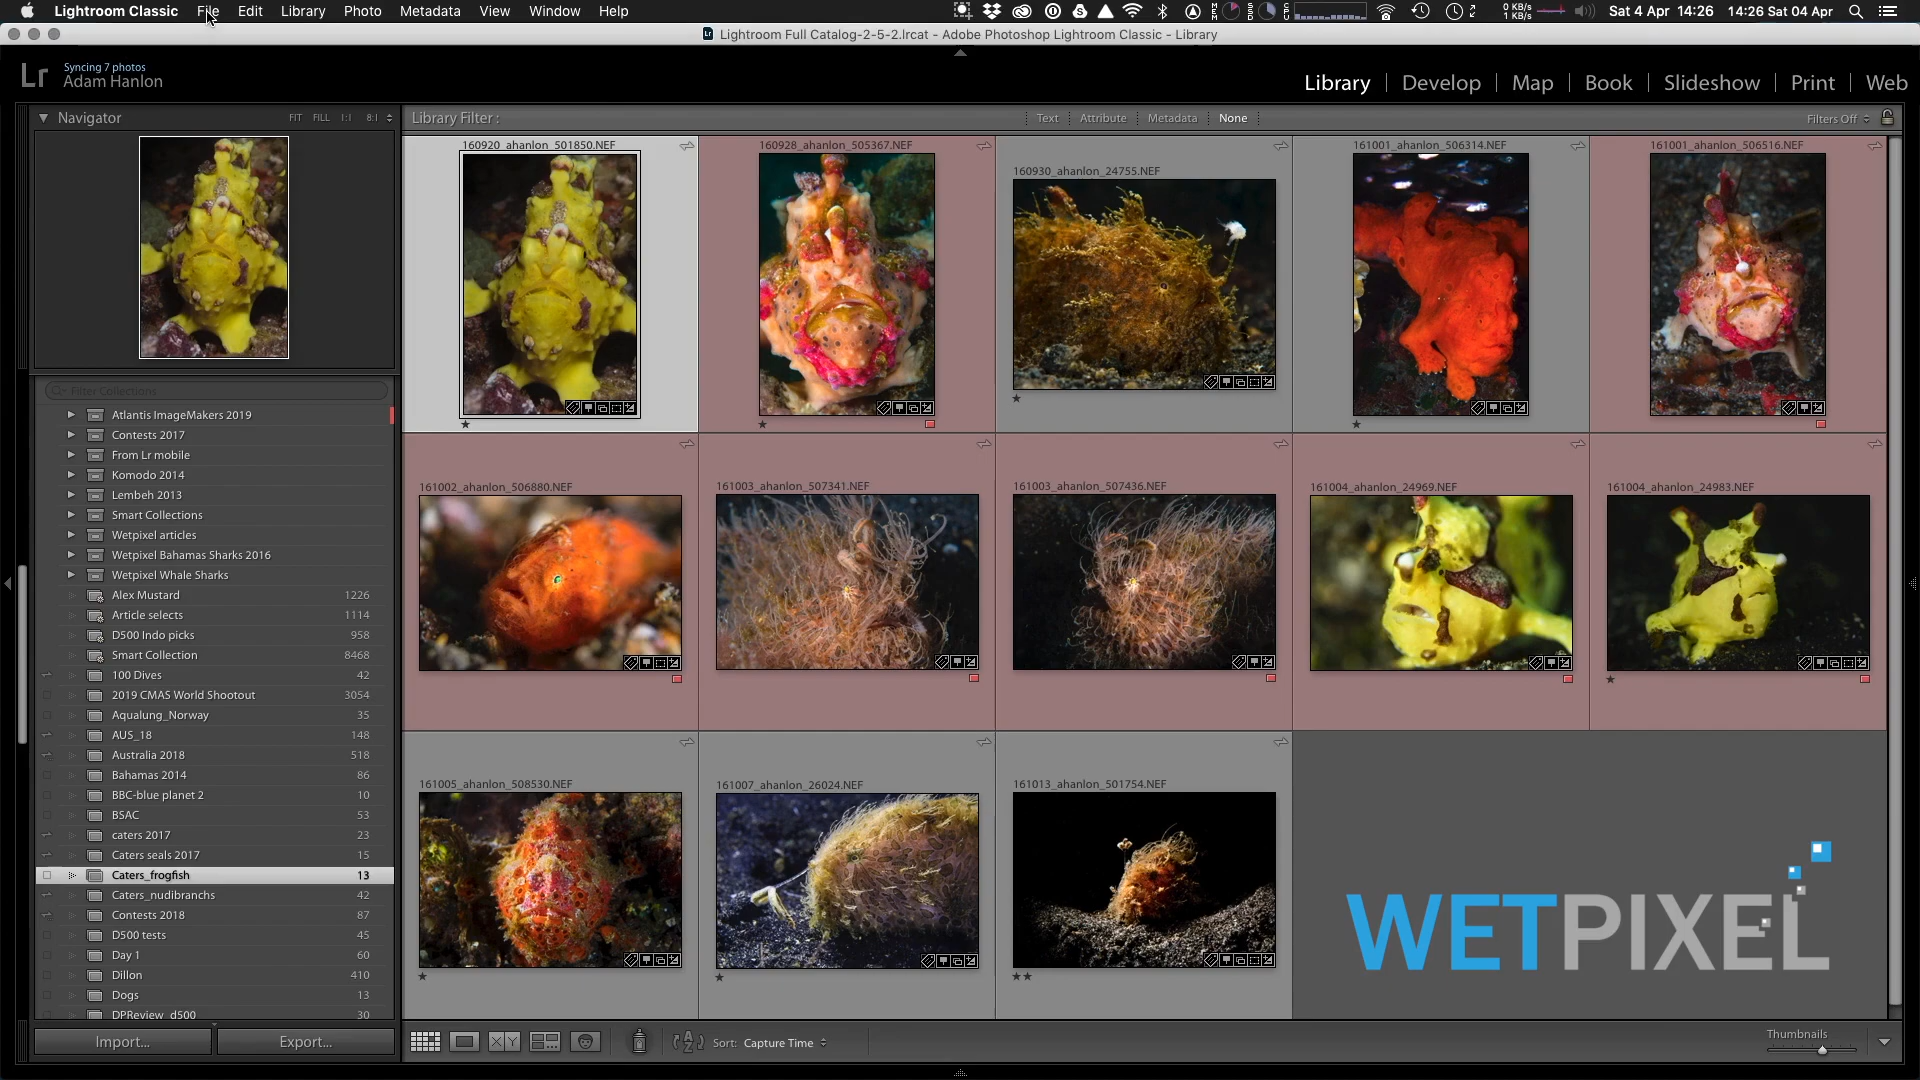 Lightroom Classic File Edit Library Photo Metadata View Window Help
0 KB/s
1 KB/s
Sat 4 Apr 14:26 14:26 Sat 04 Apr
Lightroom Full Catalog-2-5-2.lrcat - Adobe Photoshop Lightroom Classic - Library
Lr
Syncing 7 photos
Adam Hanlon
Library | Develop | Map | Book | Slideshow | Print | Web
Navigator FIT FILL 1:1 8:1
Library Filter : Text Attribute Metadata None Filters Off
160920_ahanlon_501850.NEF
160928_ahanlon_505367.NEF
160930_ahanlon_24755.NEF
161001_ahanlon_506314.NEF
161001_ahanlon_506516.NEF
Filter Collections
Atlantis ImageMakers 2019
Contests 2017
From Lr mobile
Komodo 2014
Lembeh 2013
Smart Collections
Wetpixel articles
Wetpixel Bahamas Sharks 2016
Wetpixel Whale Sharks
Alex Mustard 1226
Article selects 1114
D500 Indo picks 958
Smart Collection 8468
100 Dives 42
2019 CMAS World Shootout 3054
Aqualung_Norway 35
AUS_18 148
Australia 2018 518
Bahamas 2014 86
BBC-blue planet 2 10
BSAC 53
caters 2017 23
Caters seals 2017 15
Caters_frogfish 13
Caters_nudibranchs 42
Contests 2018 87
D500 tests 45
Day 1 60
Dillon 410
Dogs 13
DPReview_d500 30
161002_ahanlon_506880.NEF
161003_ahanlon_507341.NEF
161003_ahanlon_507436.NEF
161004_ahanlon_24969.NEF
161004_ahanlon_24983.NEF
161005_ahanlon_508530.NEF
161007_ahanlon_26024.NEF
161013_ahanlon_501754.NEF
WETPIXEL
Import... Export...
XY
Sort: Capture Time
Thumbnails